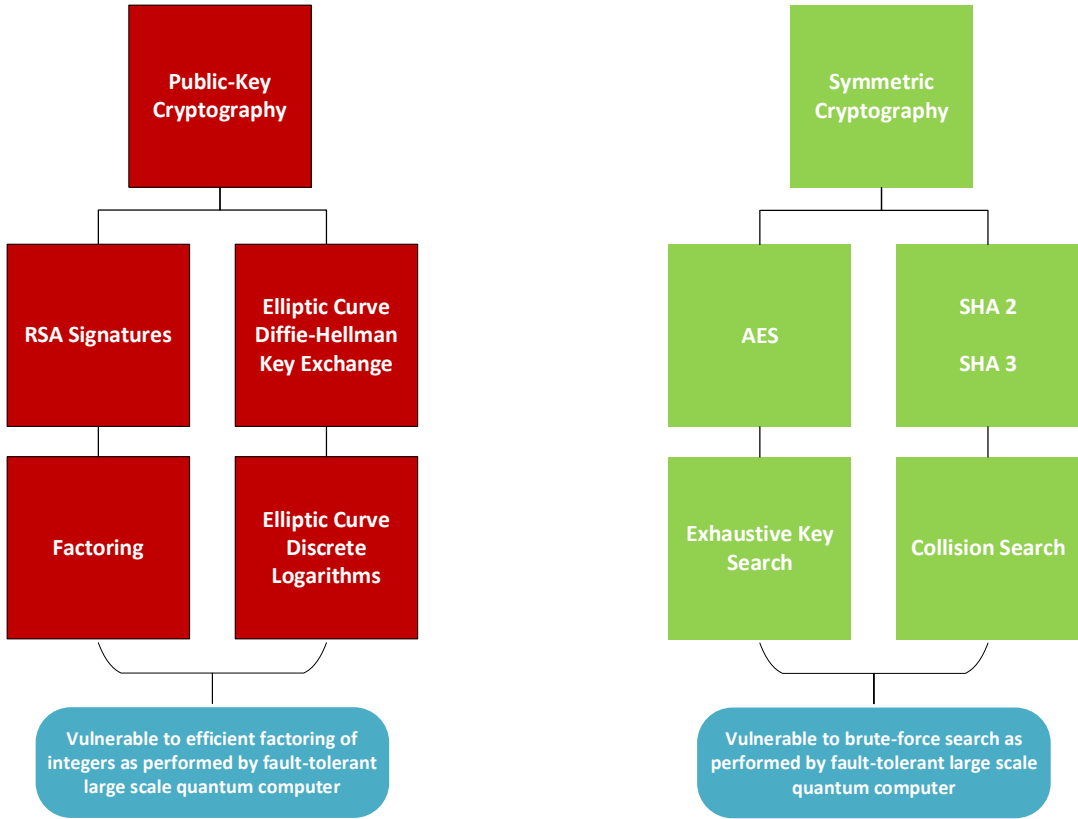 Public-Key
Cryptography
Symmetric
Cryptography
RSA Signatures
Elliptic Curve
Diffie-Hellman
Key Exchange
AES
SHA 2
SHA 3
Factoring
Elliptic Curve
Discrete
Logarithms
Exhaustive Key
Search
Collision Search
Vulnerable to efficient factoring of
integers as performed by fault-tolerant
large scale quantum computer
Vulnerable to brute-force search as
performed by fault-tolerant large scale
quantum computer